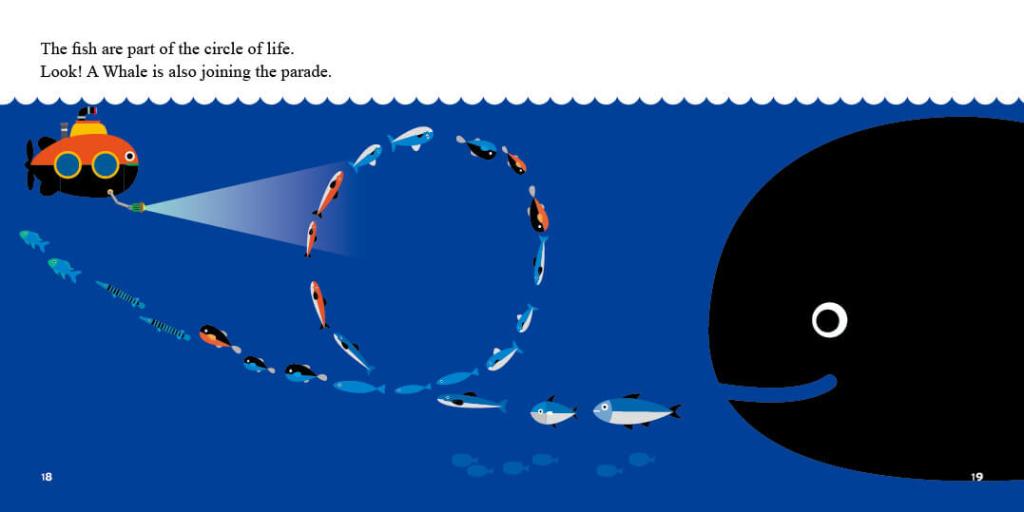 The fish are part of the circle of life.
Look! A Whale is also joining the parade.
18
19